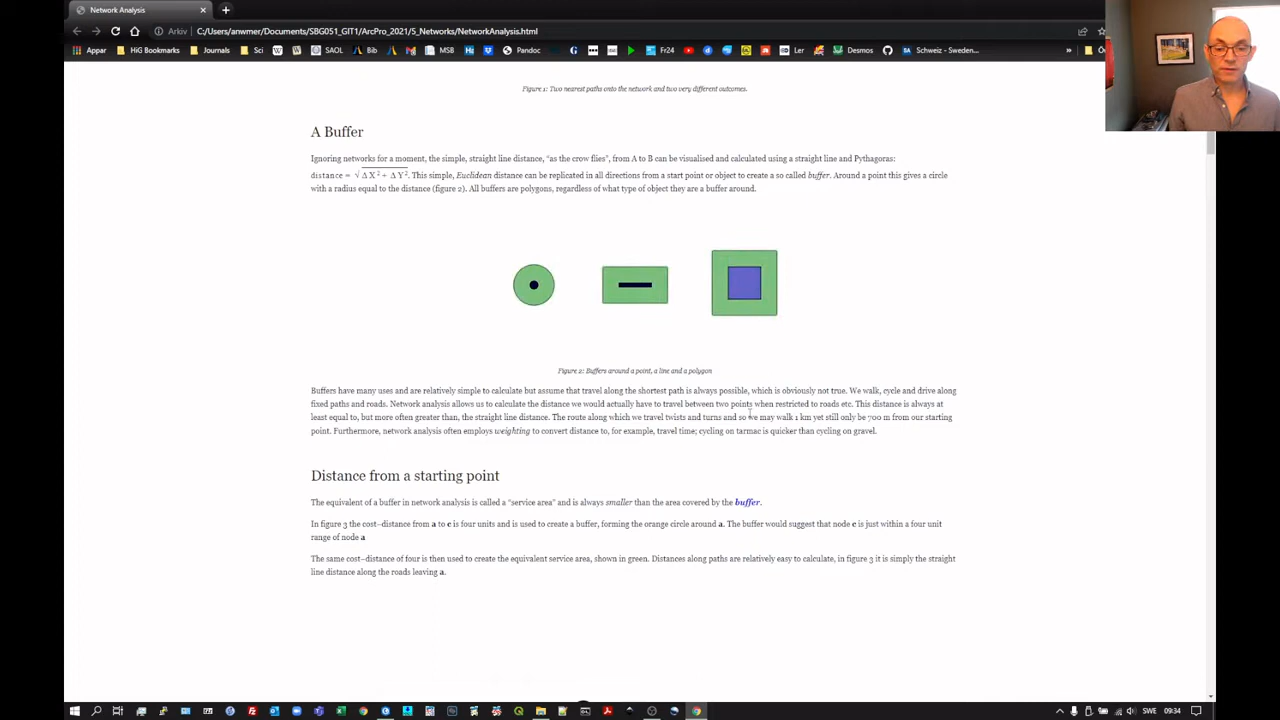 Network Analysis
Arkiv
C:/Users/anwmer/Documents/SBG051_GIT1/ArcPro_2021/5_Networks/NetworkAnalysis.html
Appar HiG Bookmarks Journals Sci Wi SAOL Bib Bib MSB Hi Pandoc Fr24 Ler Desmos Schweiz - Sweden... »
Figure 1: Two nearest paths onto the network and two very different outcomes.
A Buffer
Ignoring networks for a moment, the simple, straight line distance, “as the crow flies”, from A to B can be visualised and calculated using a straight line and Pythagoras:
distance = √ΔX² + ΔY². This simple, Euclidean distance can be replicated in all directions from a start point or object to create a so called buffer. Around a point this gives a circle
with a radius equal to the distance (figure 2). All buffers are polygons, regardless of what type of object they are a buffer around.
Figure 2: Buffers around a point, a line and a polygon
Buffers have many uses and are relatively simple to calculate but assume that travel along the shortest path is always possible, which is obviously not true. We walk, cycle and drive along
fixed paths and roads. Network analysis allows us to calculate the distance we would actually have to travel between two points when restricted to roads etc. This distance is always at
least equal to, but more often greater than, the straight line distance. The route along which we travel twists and turns and so we may walk 1 km yet still only be 700 m from our starting
point. Furthermore, network analysis often employs weighting to convert distance to, for example, travel time; cycling on tarmac is quicker than cycling on gravel.
Distance from a starting point
The equivalent of a buffer in network analysis is called a “service area” and is always smaller than the area covered by the buffer.
In figure 3 the cost–distance from a to c is four units and is used to create a buffer, forming the orange circle around a. The buffer would suggest that node c is just within a four unit
range of node a
The same cost–distance of four is then used to create the equivalent service area, shown in green. Distances along paths are relatively easy to calculate, in figure 3 it is simply the straight
line distance along the roads leaving a.
SWE 09:34